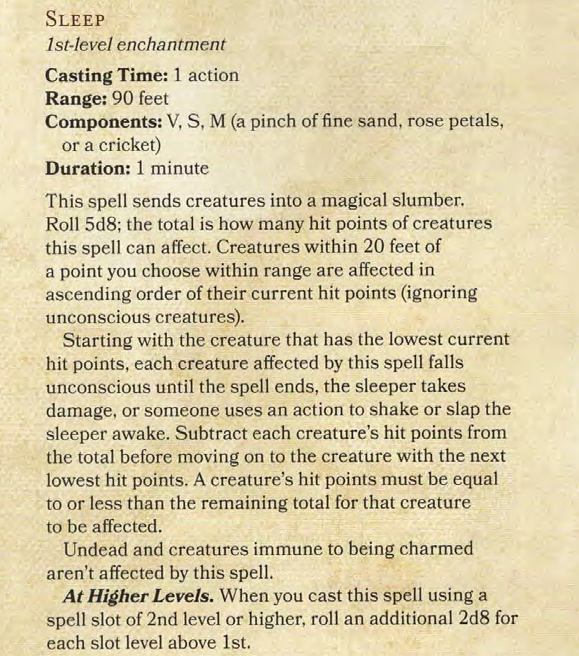 SLEEP
1st-level enchantment
Casting Time: 1 action
Range: 90 feet
Components: V, S, M (a pinch of fine sand, rose petals,
or a cricket)
Duration: 1 minute
This spell sends creatures into a magical slumber.
Roll 5d8; the total is how many hit points of creatures
this spell can affect. Creatures within 20 feet of
a point you choose within range are affected in
ascending order of their current hit points (ignoring
unconscious creatures).
Starting with the creature that has the lowest current
hit points, each creature affected by this spell falls
unconscious until the spell ends, the sleeper takes
damage, or someone uses an action to shake or slap the
sleeper awake. Subtract each creature's hit points from
the total before moving on to the creature with the next
lowest hit points. A creature's hit points must be equal
to or less than the remaining total for that creature
to be affected.
Undead and creatures immune to being charmed
aren't affected by this spell.
At Higher Levels. When you cast this spell using a
spell slot of 2nd level or higher, roll an additional 2d8 for
each slot level above 1st.